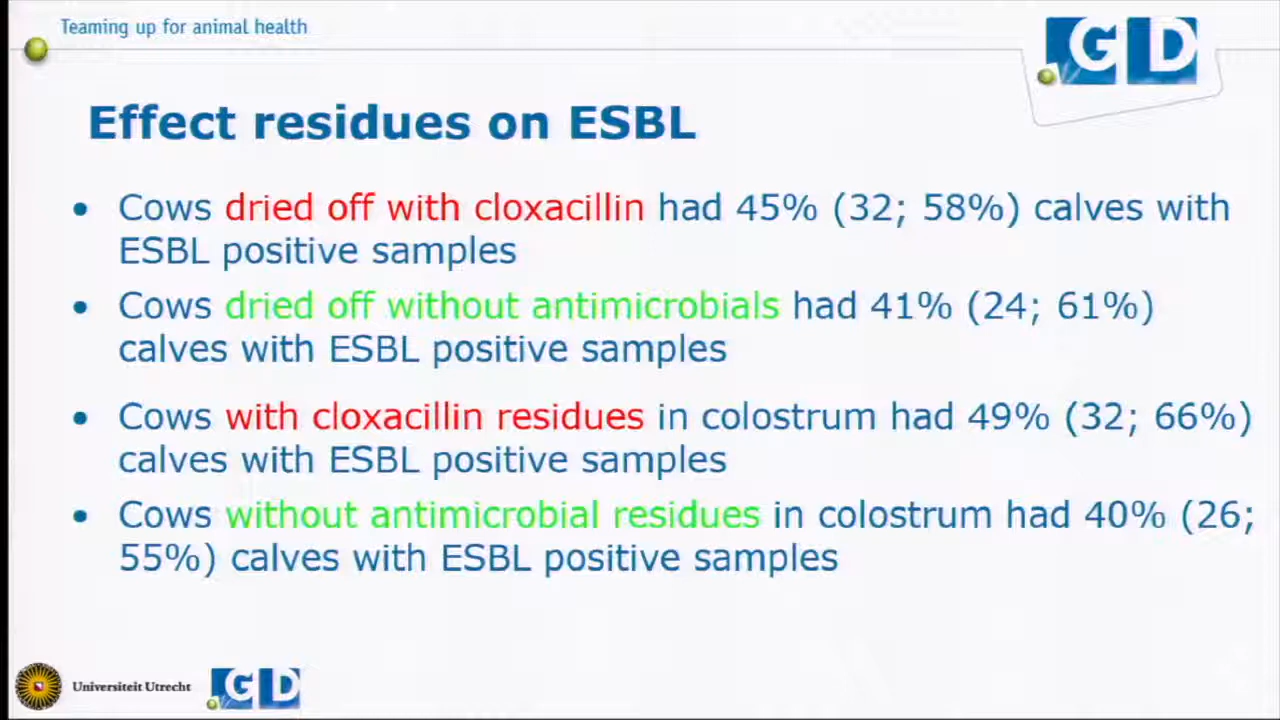 Teaming up for animal health
GD
Effect residues on ESBL
• Cows dried off with cloxacillin had 45% (32; 58%) calves with
ESBL positive samples
• Cows dried off without antimicrobials had 41% (24; 61%)
calves with ESBL positive samples
• Cows with cloxacillin residues in colostrum had 49% (32; 66%)
calves with ESBL positive samples
• Cows without antimicrobial residues in colostrum had 40% (26;
55%) calves with ESBL positive samples
Universiteit Utrecht
GD